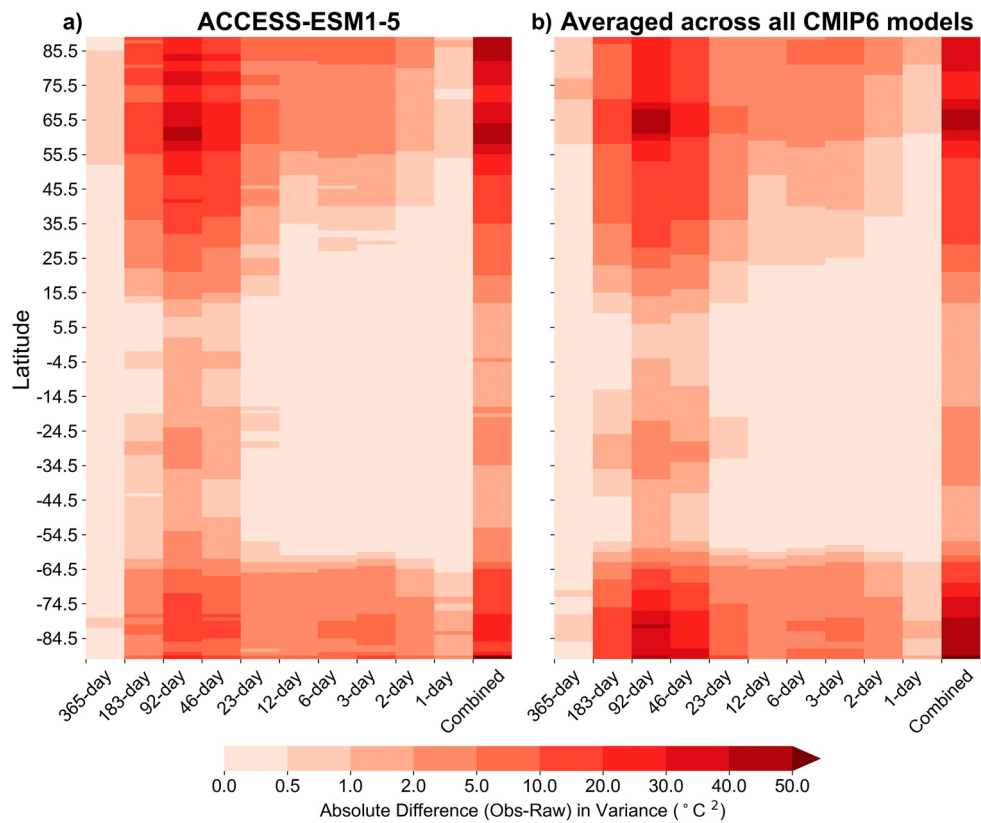 a) ACCESS-ESM1-5
b) Averaged across all CMIP6 models
Latitude
85.5
75.5
65.5
55.5
45.5
35.5
25.5
15.5
5.5
-4.5
-14.5
-24.5
-34.5
-44.5
-54.5
-64.5
-74.5
-84.5
365-day 183-day 92-day 46-day 23-day 12-day 6-day 3-day 2-day 1-day Combined
365-day 183-day 92-day 46-day 23-day 12-day 6-day 3-day 2-day 1-day Combined
0.0 0.5 1.0 2.0 5.0 10.0 20.0 30.0 40.0 50.0
Absolute Difference (Obs-Raw) in Variance (°C²)